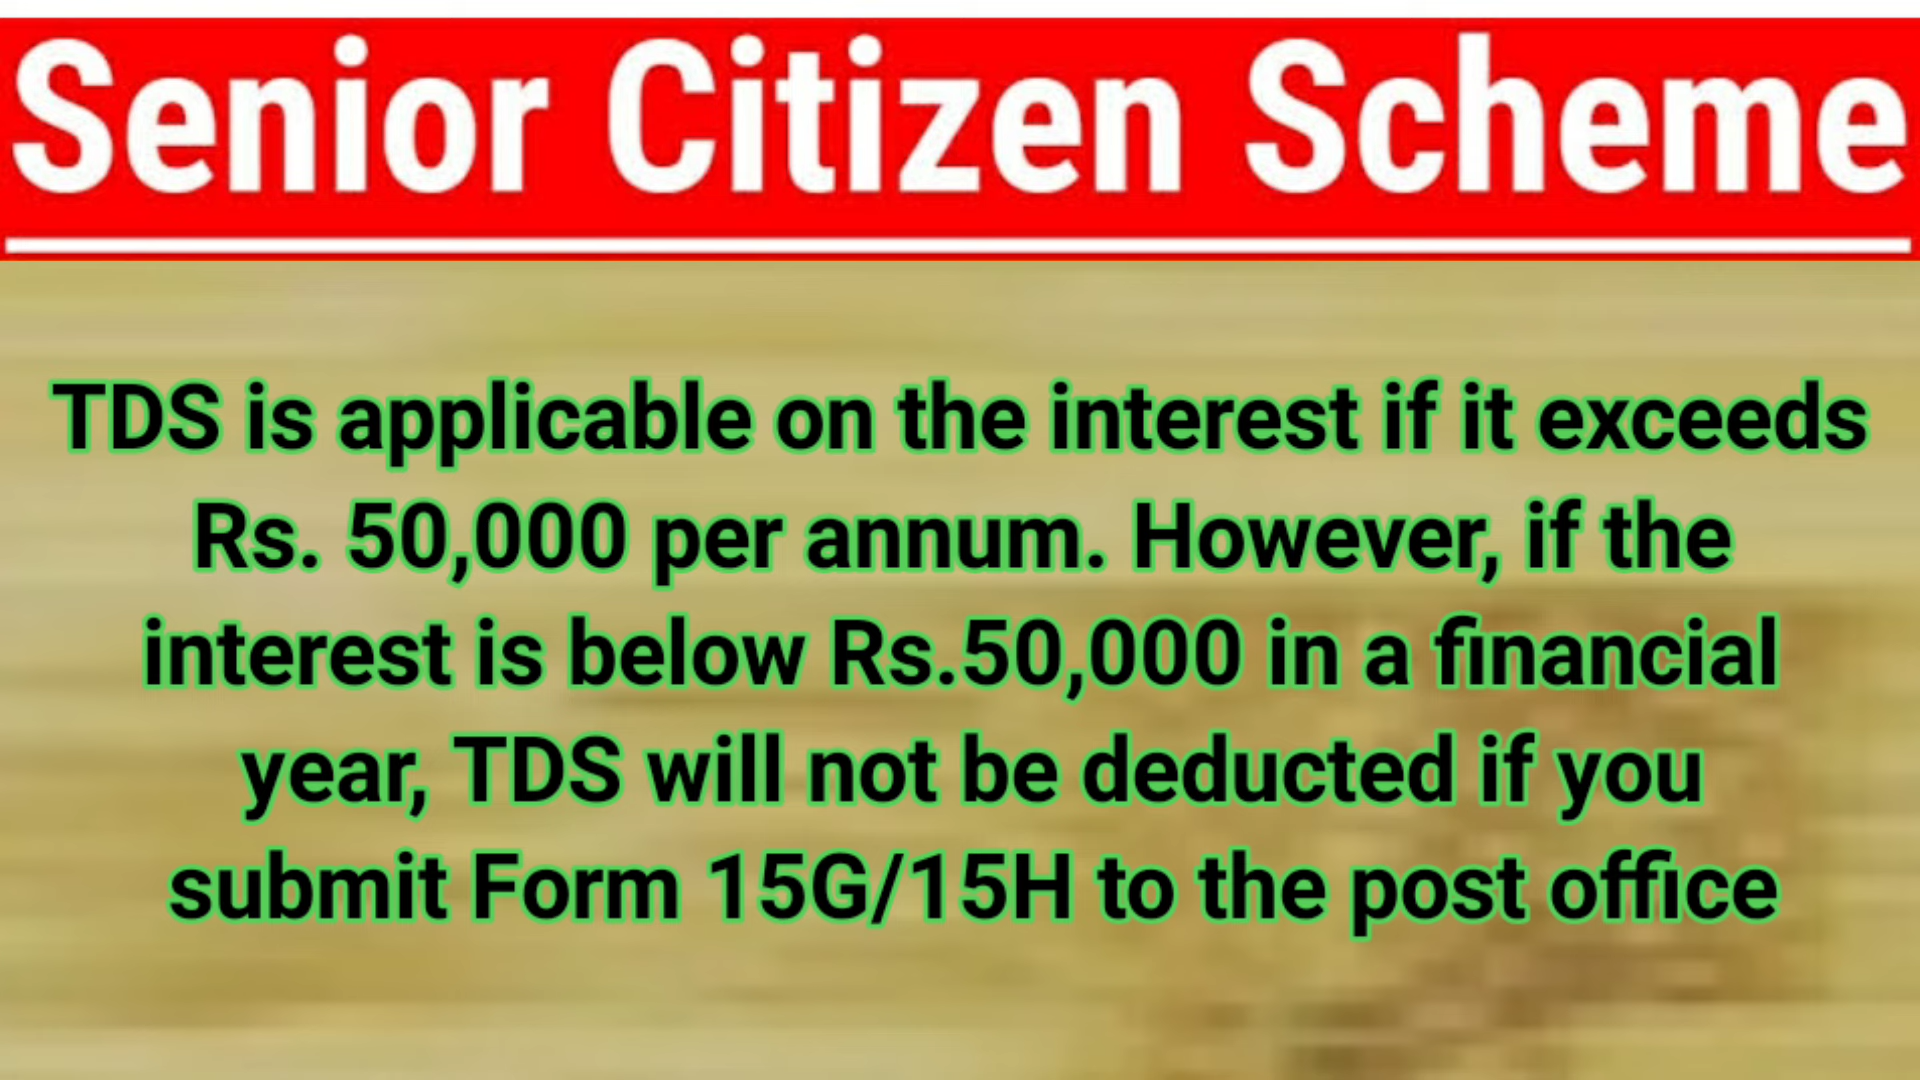 Senior Citizen Scheme
TDS is applicable on the interest if it exceeds
Rs. 50,000 per annum. However, if the
interest is below Rs.50,000 in a financial
year, TDS will not be deducted if you
submit Form 15G/15H to the post office